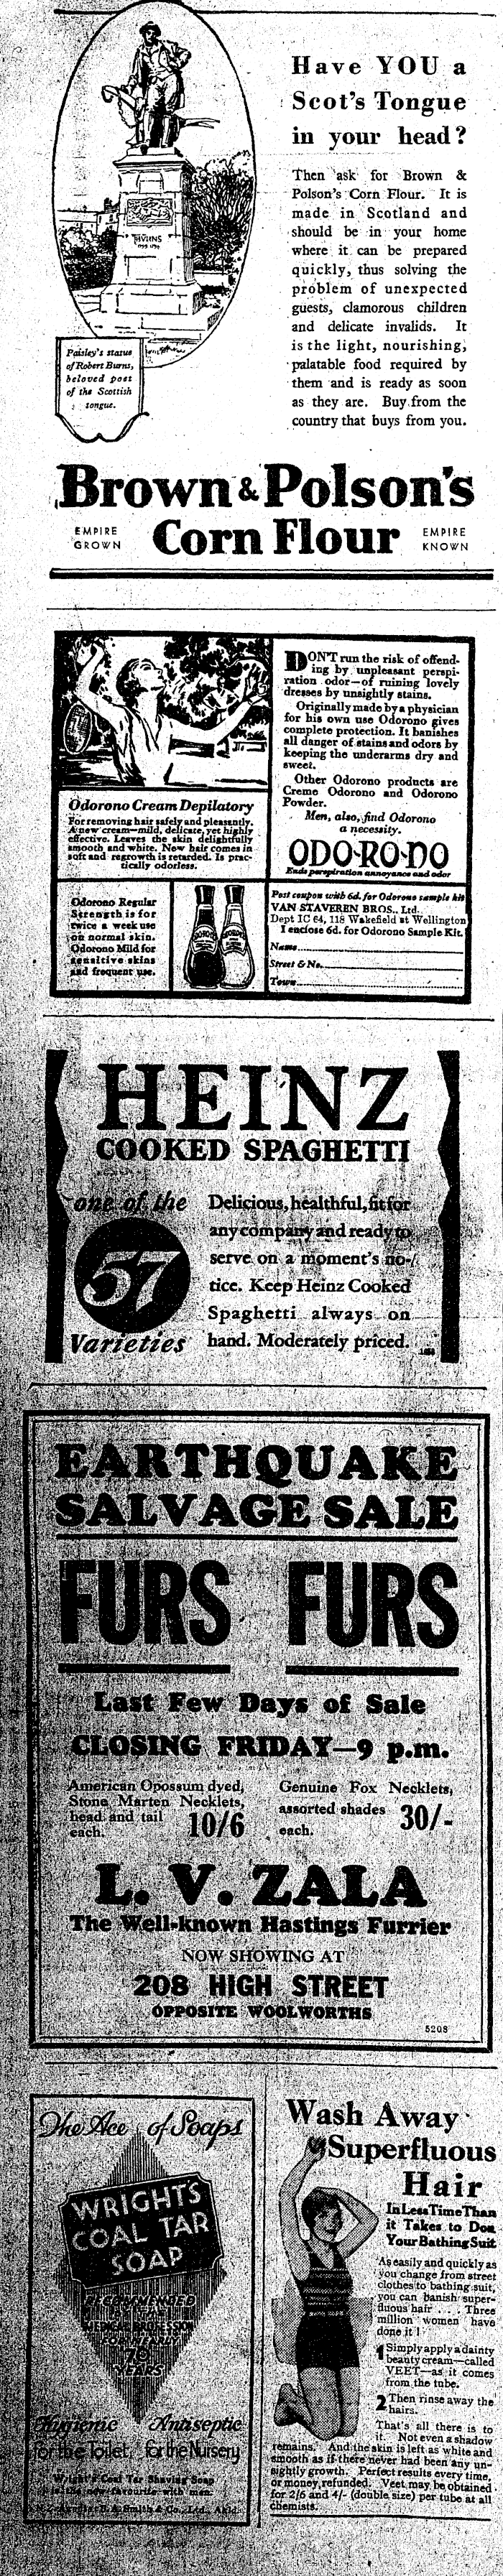 Have YOU a
Scot's Tongue
in your head?
Then ask for Brown &
Polson's Corn Flour. It is
made in Scotland and
should be in your home
where it can be prepared
quickly, thus solving the
problem of unexpected
guests, clamorous children
and delicate invalids. It
is the light, nourishing,
palatable food required by
them and is ready as soon
as they are. Buy from the
country that buys from you.
Paisley's statue
of Robert Burns,
beloved poet
of the Scottish
tongue.
Brown & Polson's
EMPIRE
GROWN
Corn Flour
EMPIRE
KNOWN
DON'T run the risk of offend-
ing by unpleasant perspi-
ration odor—of ruining lovely
dresses by unsightly stains.
Originally made by a physician
for his own use Odorono gives
complete protection. It banishes
all danger of stains and odors by
keeping the underarms dry and
sweet.
Other Odorono products are
Creme Odorono and Odorono
Powder.
Men, also, find Odorono
a necessity.
ODO-RO-NO
Ends perspiration annoyance and odor
Odorono Cream Depilatory
For removing hair safely and pleasantly.
A new cream—mild, delicate, yet highly
effective. Leaves the skin delightfully
smooth and white. New hair comes in
soft and regrowth is retarded. Is prac-
tically odorless.
Odorono Regular
Strength is for
twice a week use
on normal skin.
Odorono Mild for
sensitive skins
and frequent use.
Post coupon with 6d. for Odorono sample kit
VAN STAVEREN BROS., Ltd.
Dept IC 64, 118 Wakefield st Wellington
I enclose 6d. for Odorono Sample Kit.
Name
Street & No.
Town
HEINZ
COOKED SPAGHETTI
one of the
57
Varieties
Delicious, healthful, fit for
any company and ready to
serve on a moment's no-
tice. Keep Heinz Cooked
Spaghetti always on
hand. Moderately priced.
EARTHQUAKE
SALVAGE SALE
FURS FURS
Last Few Days of Sale
CLOSING FRIDAY—9 p.m.
American Opossum dyed,
Stone Marten Necklets,
head and tail
each. 10/6
Genuine Fox Necklets,
assorted shades
each. 30/-
L. V. ZALA
The Well-known Hastings Furrier
NOW SHOWING AT
208 HIGH STREET
OPPOSITE WOOLWORTHS
5208
The Ace of Soaps
WRIGHT'S
COAL TAR
SOAP
RECOMMENDED
BY THE
MEDICAL PROFESSION
FOR NEARLY
70
YEARS
Hygienic Antiseptic
for the Toilet for the Nursery
Wright's Coal Tar Shaving Soap
is the new favourite with men.
Wash Away
Superfluous
Hair
In Less Time Than
it Takes to Don
Your Bathing Suit
As easily and quickly as
you change from street
clothes to bathing suit,
you can banish super-
fluous hair . . . Three
million women have
done it!
1 Simply apply a dainty
beauty cream—called
VEET—as it comes
from the tube.
2 Then rinse away the
hairs.
That's all there is to
Not even a shadow
remains. And the skin is left as white and
smooth as if there never had been any un-
sightly growth. Perfect results every time,
or money refunded. Veet may be obtained
for 2/6 and 4/- (double size) per tube at all
chemists.